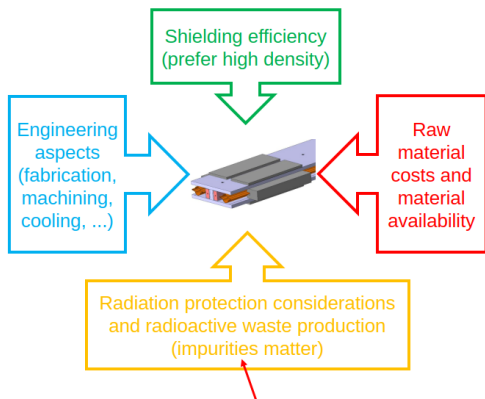 Shielding efficiency
(prefer high density)
Engineering
aspects
(fabrication,
machining,
cooling, ...)
Raw
material
costs and
material
availability
Radiation protection considerations
and radioactive waste production
(impurities matter)